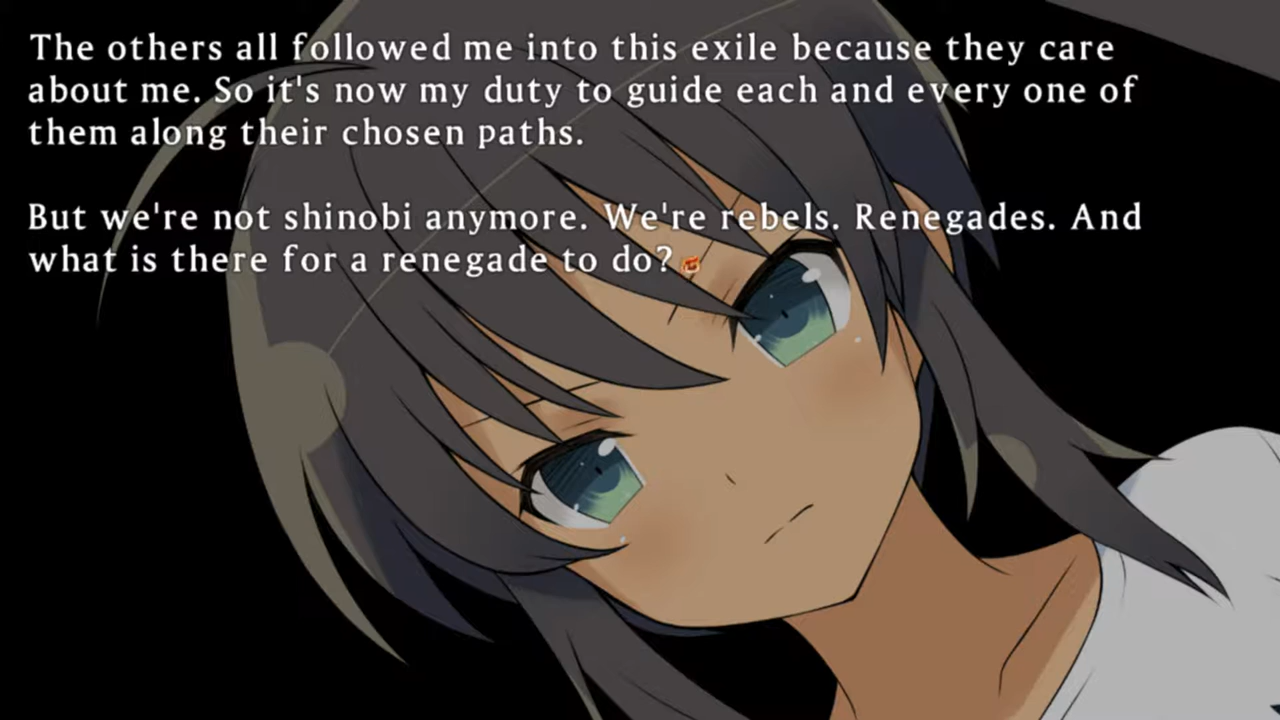 The others all followed me into this exile because they care
about me. So it's now my duty to guide each and every one of
them along their chosen paths.
But we're not shinobi anymore. We're rebels. Renegades. And
what is there for a renegade to do?